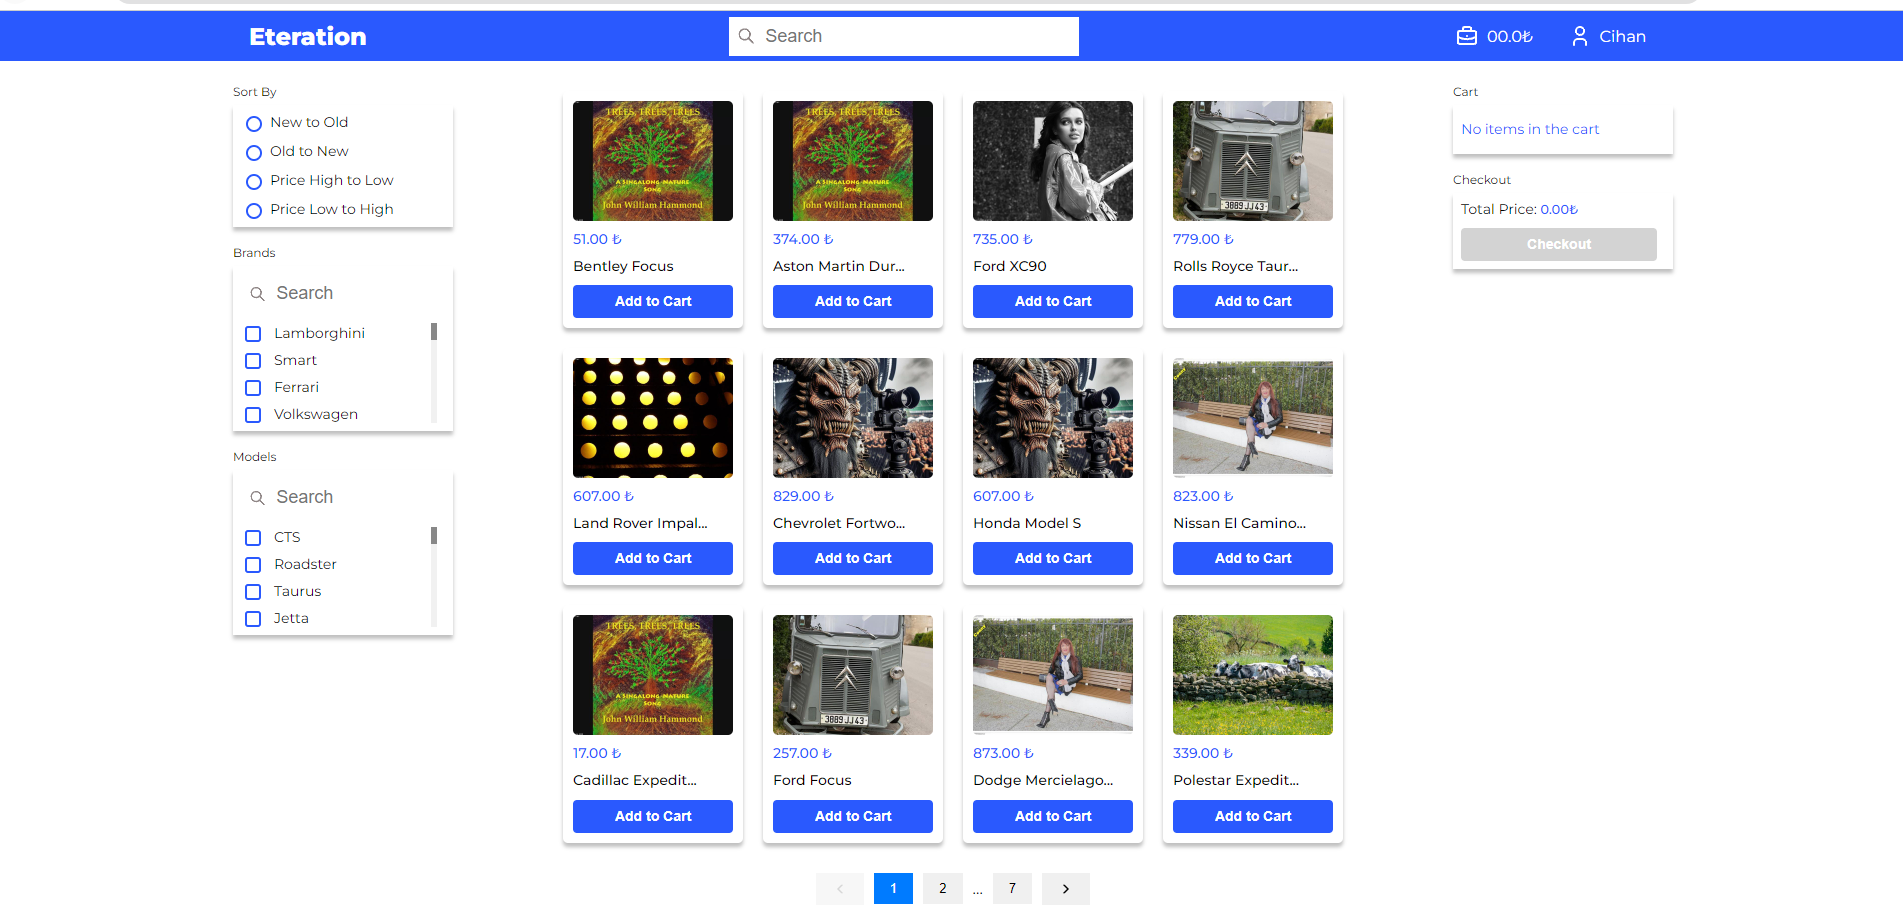 Eteration
Search
00.0₺
Cihan
Sort By
New to Old
Old to New
Price High to Low
Price Low to High
Brands
Search
Lamborghini
Smart
Ferrari
Volkswagen
Models
Search
CTS
Roadster
Taurus
Jetta
TREES, TREES, TREES
A SINGALONG NATURE
SONG
John William Hammond
51.00 ₺
Bentley Focus
Add to Cart
TREES, TREES, TREES
A SINGALONG NATURE
SONG
John William Hammond
374.00 ₺
Aston Martin Dur...
Add to Cart
735.00 ₺
Ford XC90
Add to Cart
3889 JJ 43
779.00 ₺
Rolls Royce Taur...
Add to Cart
607.00 ₺
Land Rover Impal...
Add to Cart
829.00 ₺
Chevrolet Fortwo...
Add to Cart
607.00 ₺
Honda Model S
Add to Cart
823.00 ₺
Nissan El Camino...
Add to Cart
TREES, TREES, TREES
A SINGALONG NATURE
SONG
John William Hammond
17.00 ₺
Cadillac Expedit...
Add to Cart
3889 JJ 43
257.00 ₺
Ford Focus
Add to Cart
873.00 ₺
Dodge Mercielago...
Add to Cart
339.00 ₺
Polestar Expedit...
Add to Cart
1 2 ... 7
Cart
No items in the cart
Checkout
Total Price: 0.00₺
Checkout